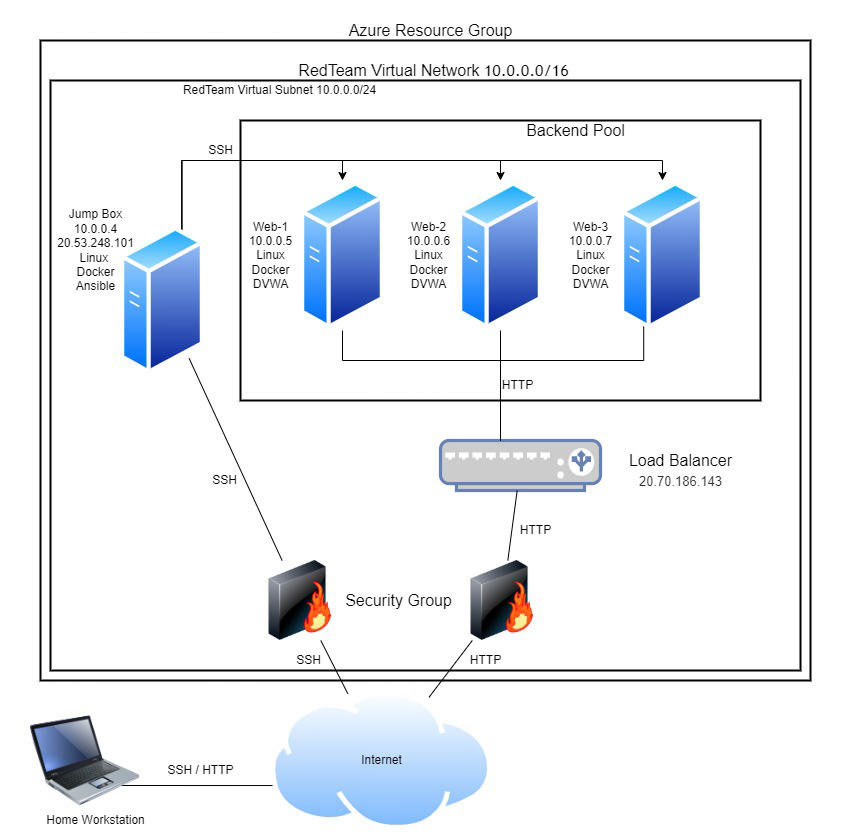 Azure Resource Group
RedTeam Virtual Network 10.0.0.0/16
RedTeam Virtual Subnet 10.0.0.0/24
Backend Pool
SSH
Jump Box
10.0.0.4
20.53.248.101
Linux
Docker
Ansible
Web-1
10.0.0.5
Linux
Docker
DVWA
Web-2
10.0.0.6
Linux
Docker
DVWA
Web-3
10.0.0.7
Linux
Docker
DVWA
HTTP
Load Balancer
20.70.186.143
SSH
HTTP
Security Group
SSH
HTTP
Internet
SSH / HTTP
Home Workstation